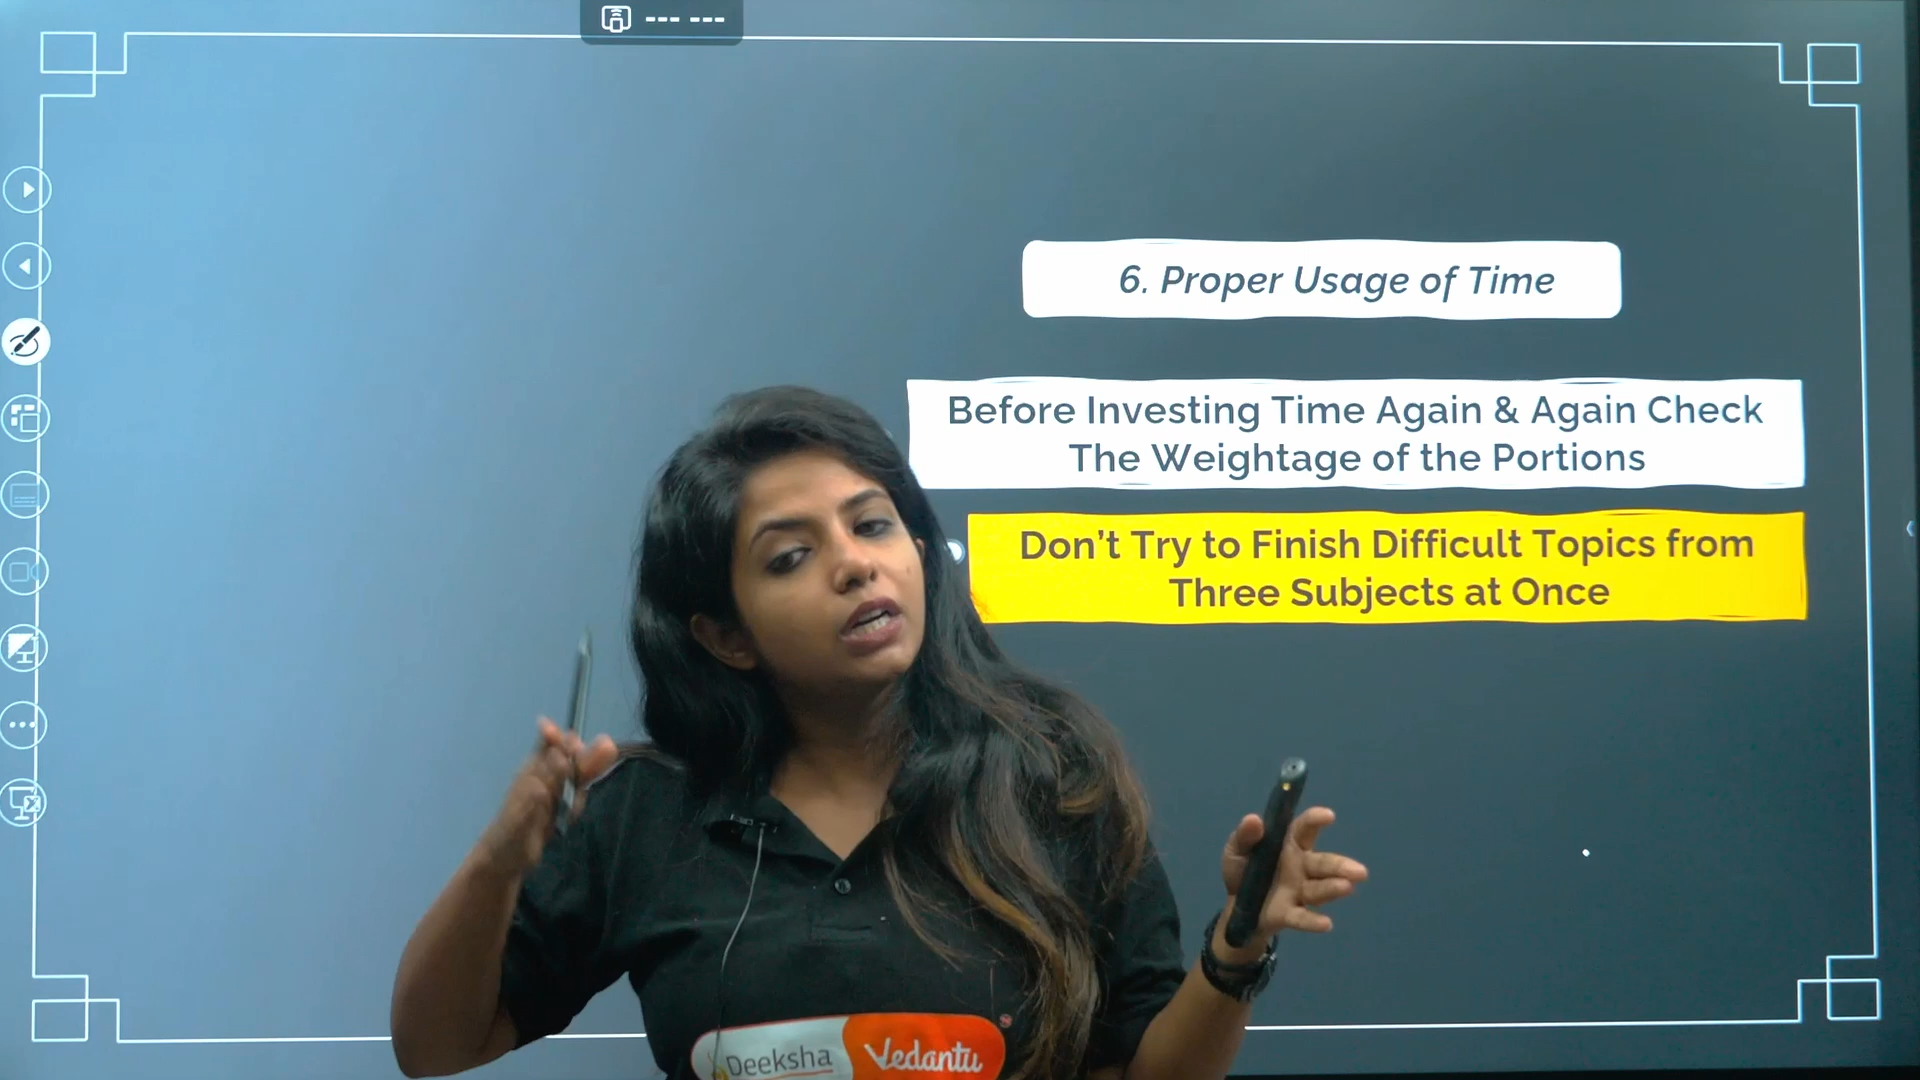 --- ---
6. Proper Usage of Time
Before Investing Time Again & Again Check
The Weightage of the Portions
Don't Try to Finish Difficult Topics from
Three Subjects at Once
Deeksha Vedantu